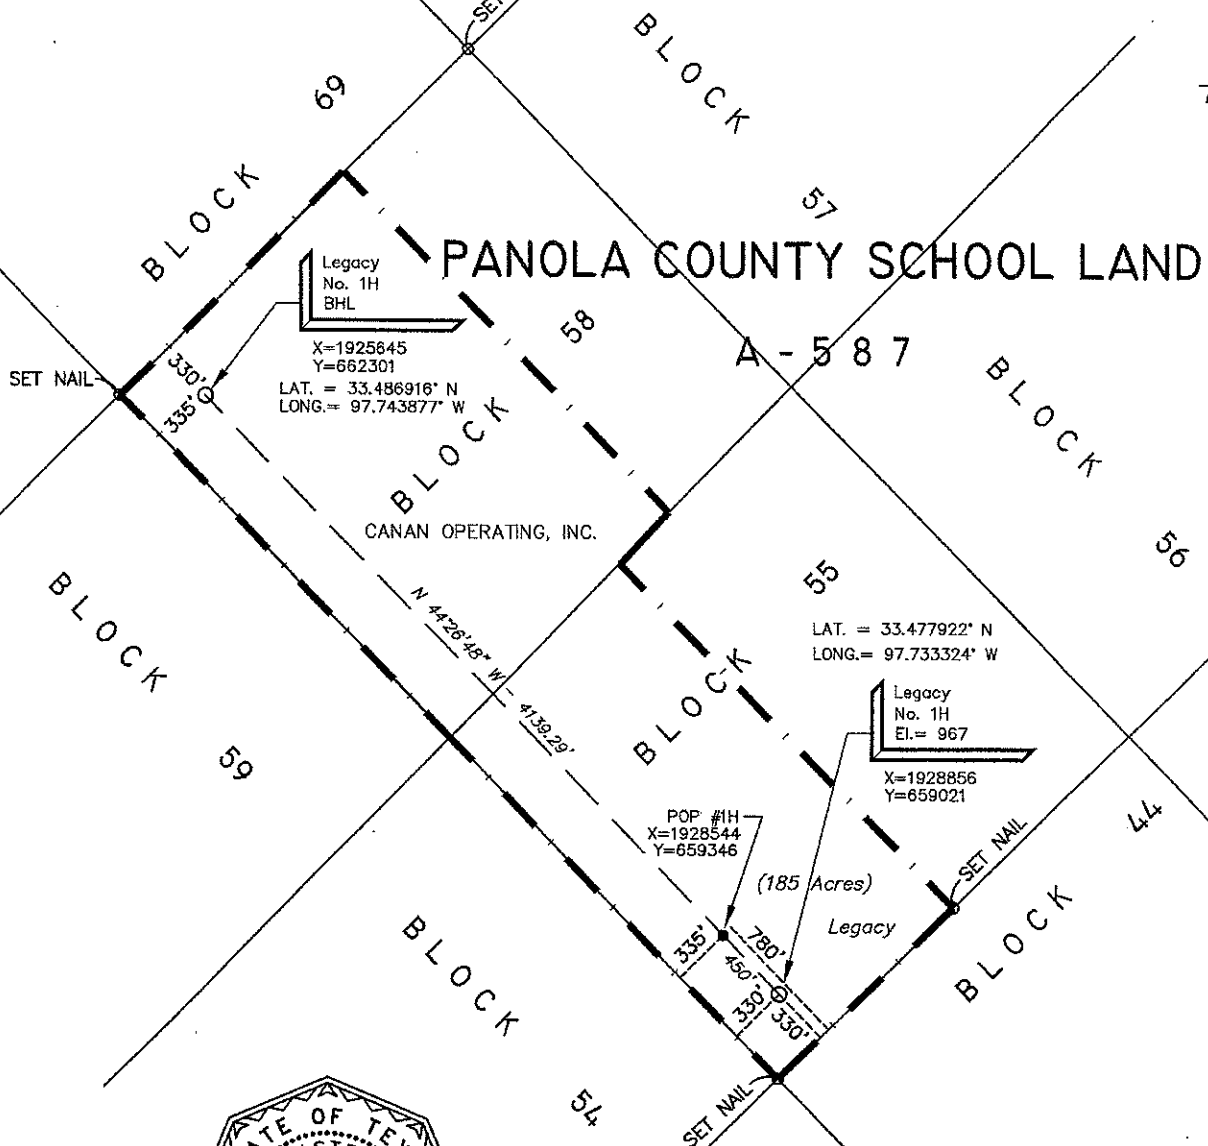 SET
BLOCK
69
BLOCK
57
PANOLA COUNTY SCHOOL LAND
A-587
Legacy
No. 1H
BHL
X=1925645
Y=662301
LAT. = 33.486916° N
LONG.= 97.743877° W
SET NAIL
330'
335'
58
BLOCK
BLOCK
56
CANAN OPERATING, INC.
55
BLOCK
N 44°26'48" W - 4139.29'
BLOCK
59
LAT. = 33.477922° N
LONG.= 97.733324° W
Legacy
No. 1H
El.= 967
X=1928856
Y=659021
POP #1H
X=1928544
Y=659346
(185 Acres)
Legacy
SET NAIL
44
BLOCK
335'
780'
450'
330'
330'
BLOCK
54
SET NAIL
OF